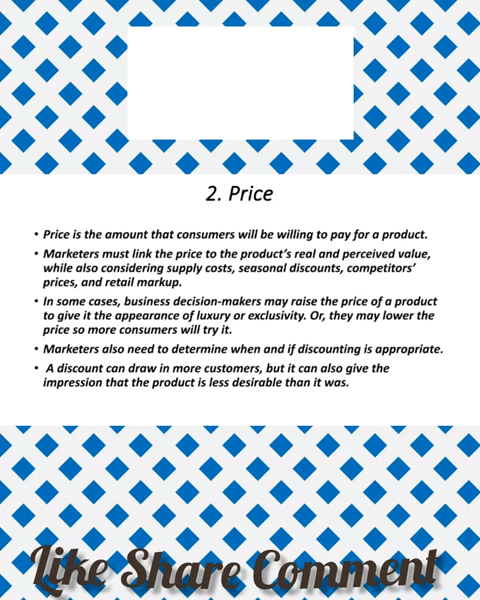 2. Price
• Price is the amount that consumers will be willing to pay for a product.
• Marketers must link the price to the product’s real and perceived value,
while also considering supply costs, seasonal discounts, competitors’
prices, and retail markup.
• In some cases, business decision-makers may raise the price of a product
to give it the appearance of luxury or exclusivity. Or, they may lower the
price so more consumers will try it.
• Marketers also need to determine when and if discounting is appropriate.
• A discount can draw in more customers, but it can also give the
impression that the product is less desirable than it was.
Like Share Comment